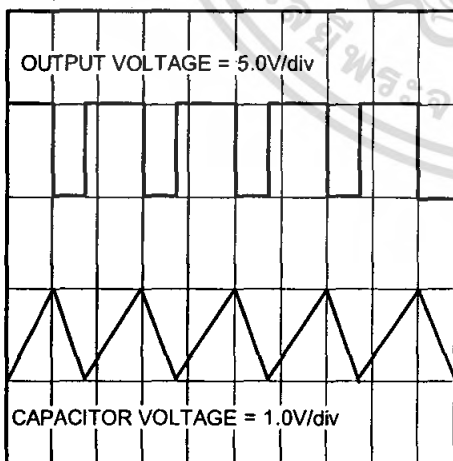 OUTPUT VOLTAGE = 5.0V/div
CAPACITOR VOLTAGE = 1.0V/div